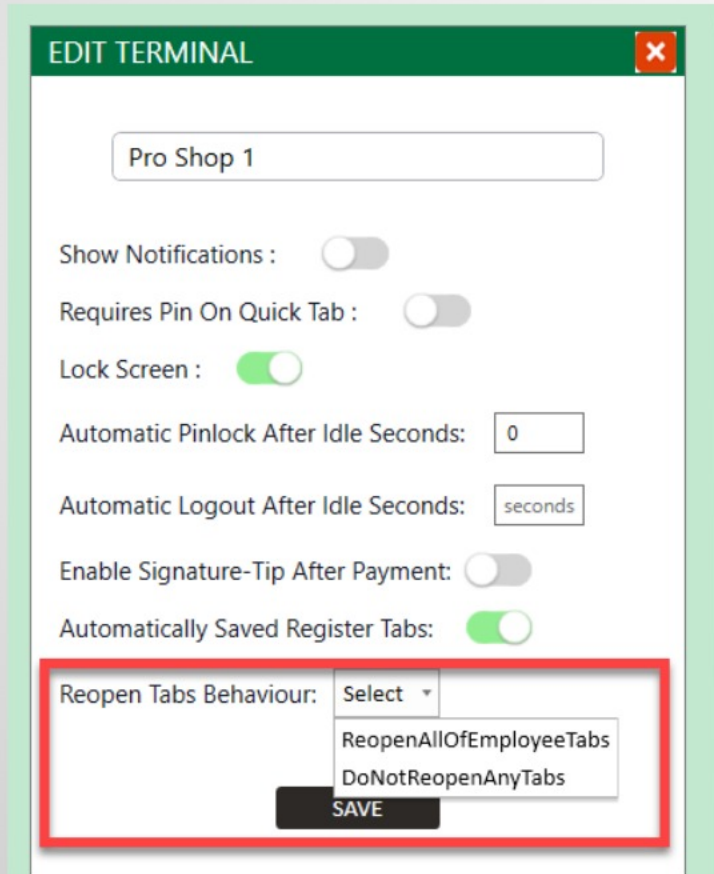 EDIT TERMINAL
Pro Shop 1
Show Notifications :
Requires Pin On Quick Tab :
Lock Screen :
Automatic Pinlock After Idle Seconds: 0
Automatic Logout After Idle Seconds: seconds
Enable Signature-Tip After Payment:
Automatically Saved Register Tabs:
Reopen Tabs Behaviour: Select
ReopenAllOfEmployeeTabs
DoNotReopenAnyTabs
SAVE